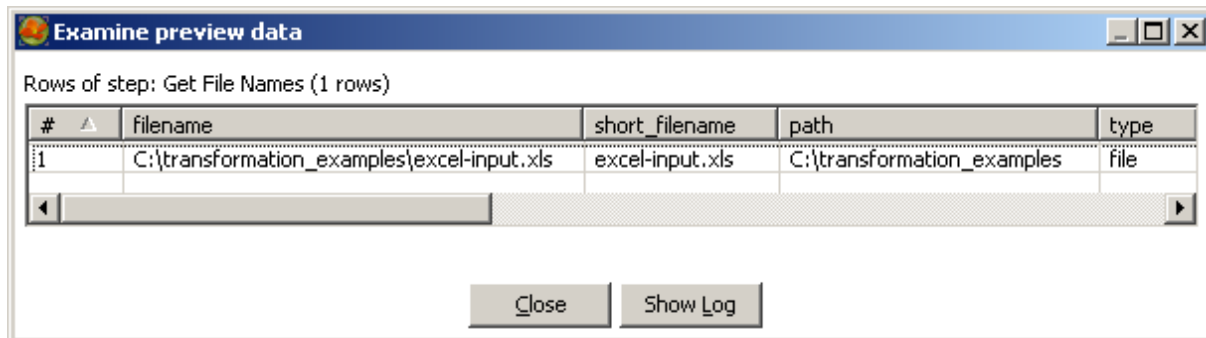 Examine preview data
Rows of step: Get File Names (1 rows)
# filename short_filename path type
1 C:\transformation_examples\excel-input.xls excel-input.xls C:\transformation_examples file
Close Show Log